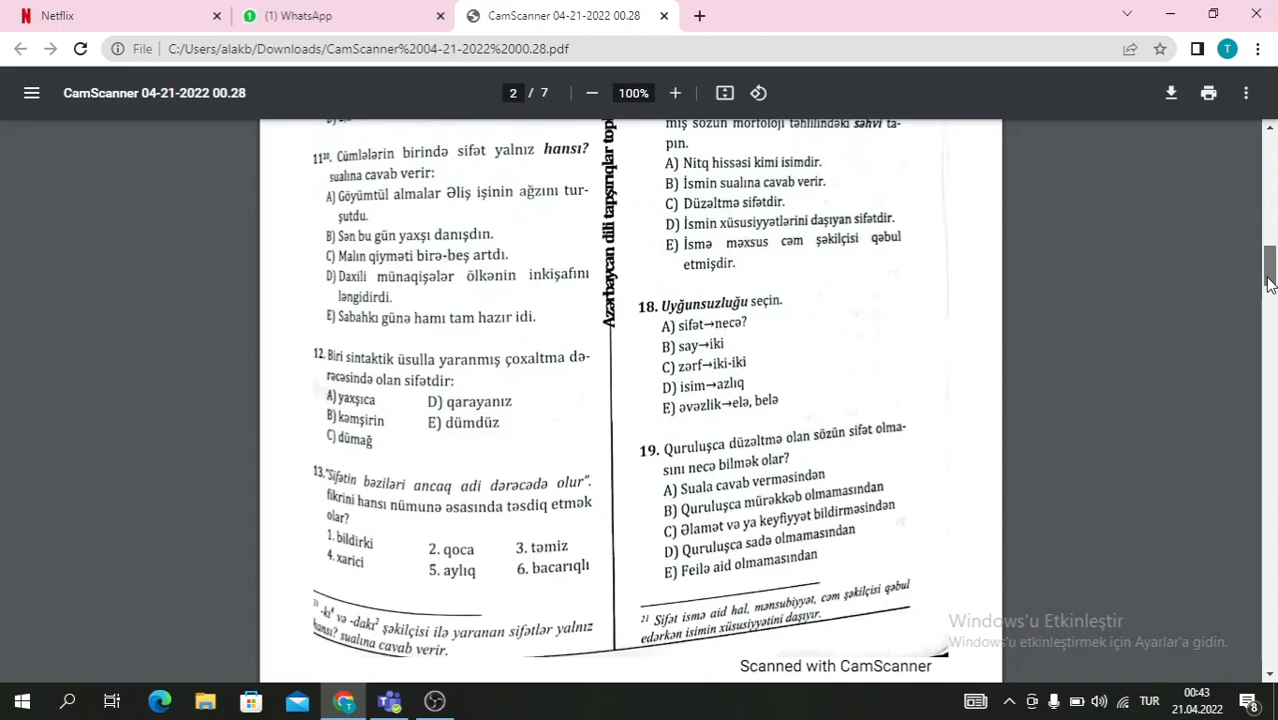 Netflix
(1) WhatsApp
CamScanner 04-21-2022 00.28
File
C:/Users/alakb/Downloads/CamScanner%2004-21-2022%2000.28.pdf
T
CamScanner 04-21-2022 00.28
2 / 7
100%
11²⁰. Cümlələrin birində sifət yalnız hansı?
sualına cavab verir:
A) Göyümtül almalar Əliş işinin ağzını tur-
şutdu.
B) Sən bu gün yaxşı danışdın.
C) Malın qiyməti birə-beş artdı.
D) Daxili münaqişələr ölkənin inkişafını
ləngidirdi.
E) Sabahkı günə hamı tam hazır idi.
12. Biri sintaktik üsulla yaranmış çoxaltma də-
rəcəsində olan sifətdir:
A) yaxşıca
D) qarayanız
B) kəmşirin
E) dümdüz
C) dümağ
13. "Sifətin bəziləri ancaq adi dərəcədə olur".
fikrini hansı nümunə əsasında təsdiq etmək
olar?
1. bildirki
2. qoca
3. təmiz
4. xarici
5. aylıq
6. bacarıqlı
20 -kı⁴ və -dakı² şəkilçisi ilə yaranan sifətlər yalnız
hansı? sualına cavab verir.
Azərbaycan dili tapşırıqlar
mış sözün morfoloji təhlilindəki səhvi ta-
pın.
A) Nitq hissəsi kimi isimdir.
B) İsmin sualına cavab verir.
C) Düzəltmə sifətdir.
D) İsmin xüsusiyyətlərini daşıyan sifətdir.
E) İsmə məxsus cəm şəkilçisi qəbul
etmişdir.
18. Uyğunsuzluğu seçin.
A) sifət→necə?
B) say→iki
C) zərf→iki-iki
D) isim→azlıq
E) əvəzlik→elə, belə
19. Quruluşca düzəltmə olan sözün sifət olma-
sını necə bilmək olar?
A) Suala cavab verməsindən
B) Quruluşca mürəkkəb olmamasından
C) Əlamət və ya keyfiyyət bildirməsindən
D) Quruluşca sadə olmamasından
E) Feilə aid olmamasından
21 Sifət ismə aid hal, mənsubiyyət, cəm şəkilçisi qəbul
edərkən isimin xüsusiyyətini daşıyır.
Scanned with CamScanner
Windows'u Etkinleştir
Windows'u etkinleştirmek için Ayarlar'a gidin.
TUR
00:43
21.04.2022
8